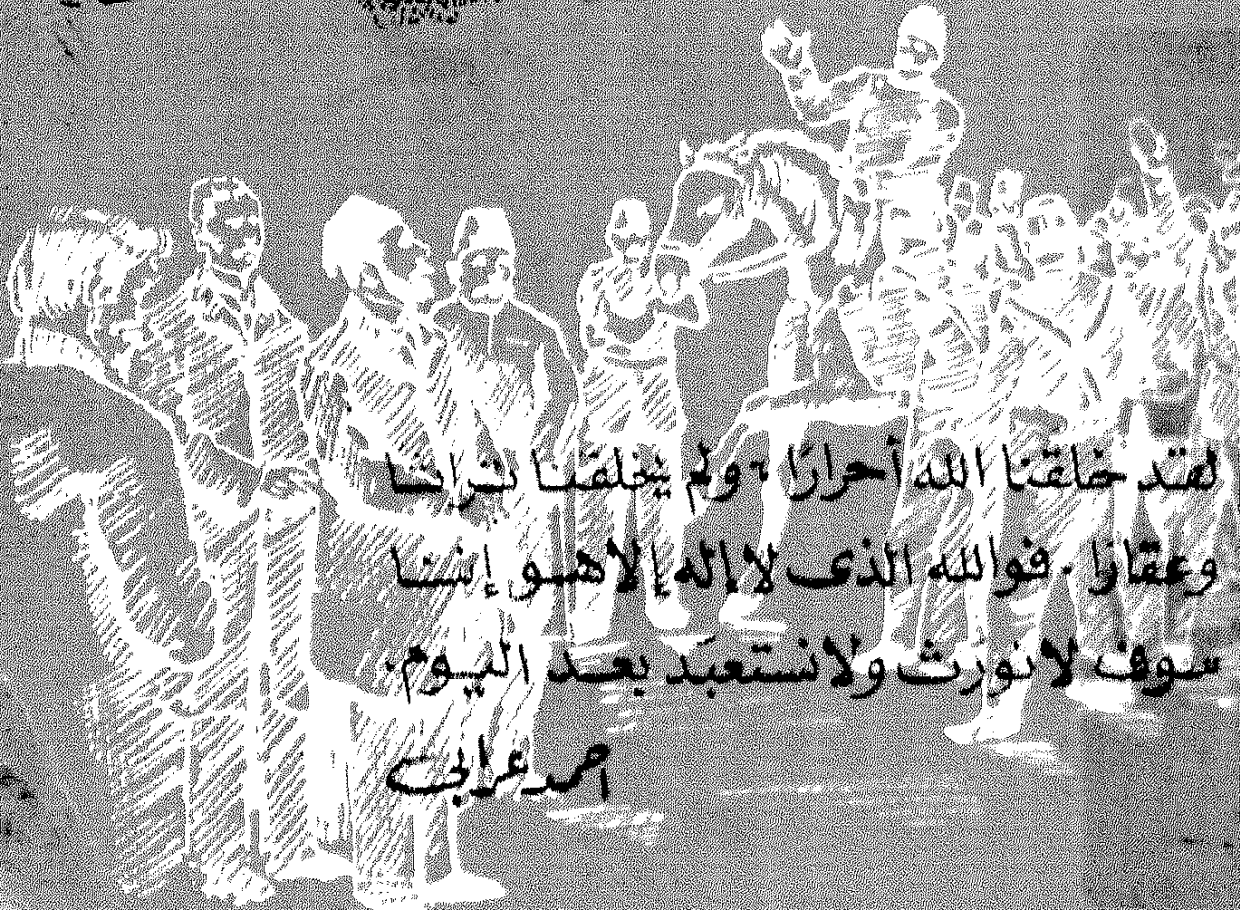 لقد خلقنا الله أحرارًا ، ولم يخلقنا تراثا
وعقارًا . فوالله الذى لا إله إلا هو إننا
سوف لا نورث ولا نستعبد بعد اليوم .
احمد عرابى